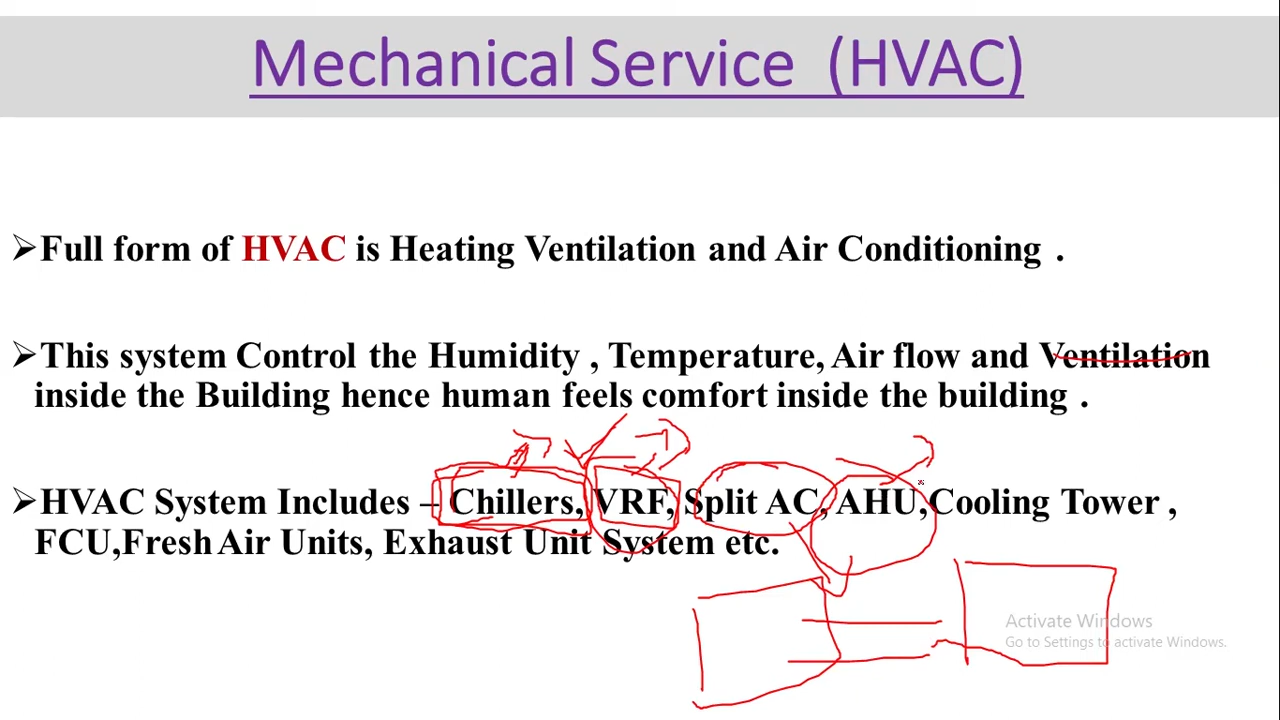 Mechanical Service (HVAC)
➢Full form of HVAC is Heating Ventilation and Air Conditioning .
➢This system Control the Humidity , Temperature, Air flow and Ventilation
inside the Building hence human feels comfort inside the building .
➢HVAC System Includes – Chillers, VRF, Split AC, AHU,Cooling Tower ,
FCU,Fresh Air Units, Exhaust Unit System etc.
Activate Windows
Go to Settings to activate Windows.